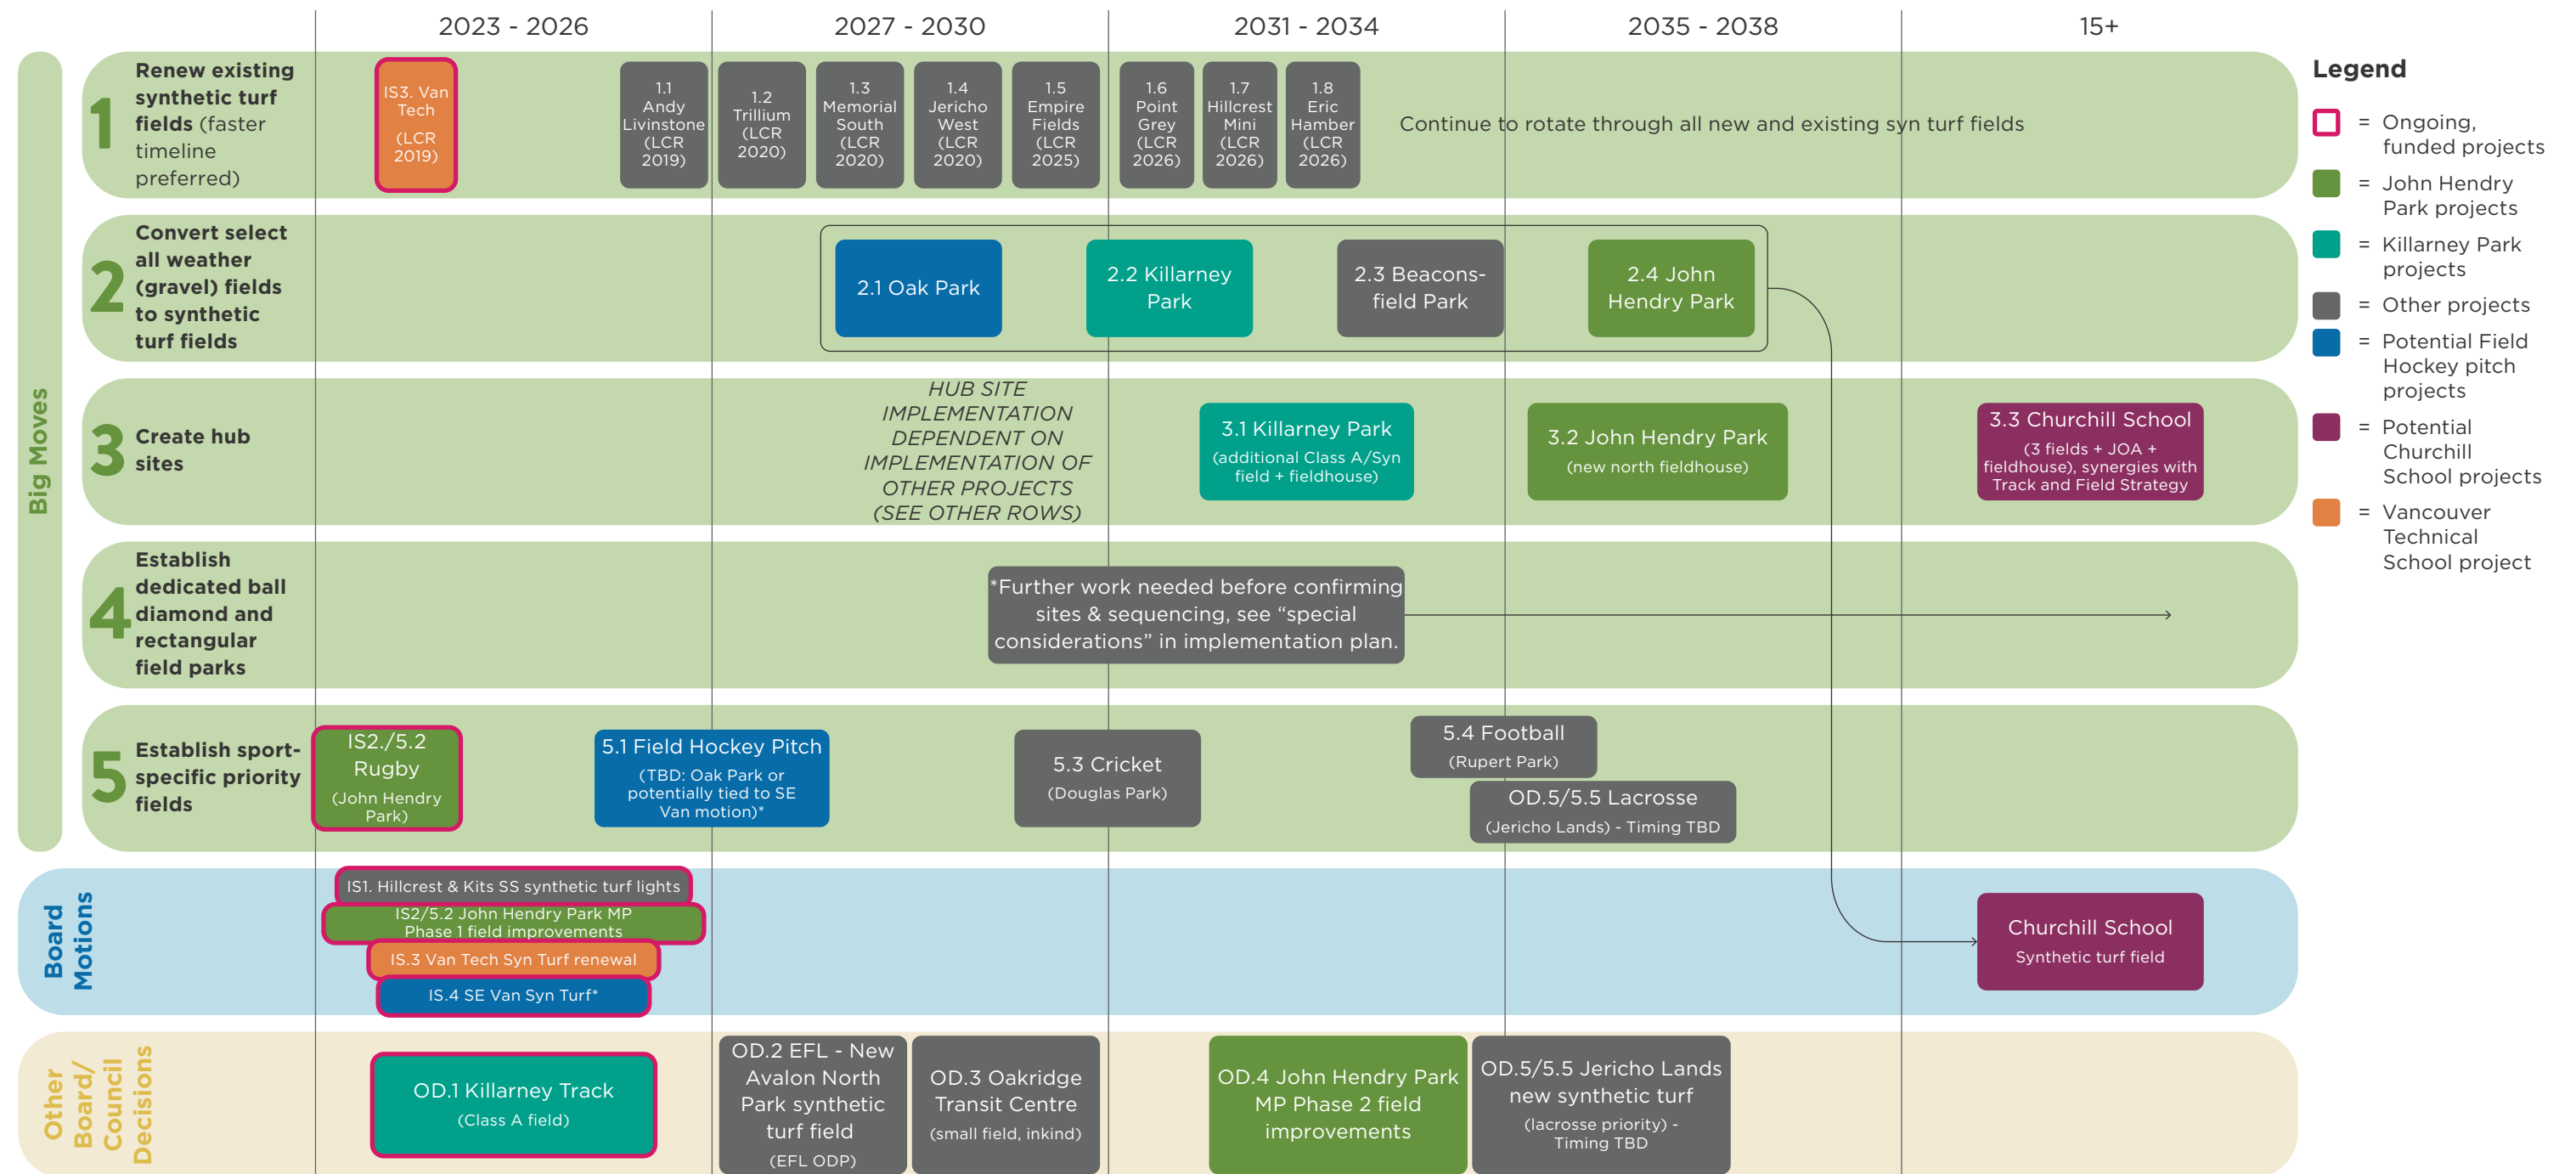 2023 - 2026
2027 - 2030
2031 - 2034
2035 - 2038
15+
Big Moves
1
Renew existing
synthetic turf
fields (faster
timeline
preferred)
IS3. Van
Tech
(LCR
2019)
1.1
Andy
Livinstone
(LCR
2019)
1.2
Trillium
(LCR
2020)
1.3
Memorial
South
(LCR
2020)
1.4
Jericho
West
(LCR
2020)
1.5
Empire
Fields
(LCR
2025)
1.6
Point
Grey
(LCR
2026)
1.7
Hillcrest
Mini
(LCR
2026)
1.8
Eric
Hamber
(LCR
2026)
Continue to rotate through all new and existing syn turf fields
2
Convert select
all weather
(gravel) fields
to synthetic
turf fields
2.1 Oak Park
2.2 Killarney
Park
2.3 Beacons-
field Park
2.4 John
Hendry Park
3
Create hub
sites
HUB SITE
IMPLEMENTATION
DEPENDENT ON
IMPLEMENTATION OF
OTHER PROJECTS
(SEE OTHER ROWS)
3.1 Killarney Park
(additional Class A/Syn
field + fieldhouse)
3.2 John Hendry Park
(new north fieldhouse)
3.3 Churchill School
(3 fields + JOA +
fieldhouse), synergies with
Track and Field Strategy
4
Establish
dedicated ball
diamond and
rectangular
field parks
*Further work needed before confirming
sites & sequencing, see “special
considerations” in implementation plan.
5
Establish sport-
specific priority
fields
IS2./5.2
Rugby
(John Hendry
Park)
5.1 Field Hockey Pitch
(TBD: Oak Park or
potentially tied to SE
Van motion)*
5.3 Cricket
(Douglas Park)
5.4 Football
(Rupert Park)
OD.5/5.5 Lacrosse
(Jericho Lands) - Timing TBD
Board
Motions
IS1. Hillcrest & Kits SS synthetic turf lights
IS2/5.2 John Hendry Park MP
Phase 1 field improvements
IS.3 Van Tech Syn Turf renewal
IS.4 SE Van Syn Turf*
Churchill School
Synthetic turf field
Other
Board/
Council
Decisions
OD.1 Killarney Track
(Class A field)
OD.2 EFL - New
Avalon North
Park synthetic
turf field
(EFL ODP)
OD.3 Oakridge
Transit Centre
(small field, inkind)
OD.4 John Hendry Park
MP Phase 2 field
improvements
OD.5/5.5 Jericho Lands
new synthetic turf
(lacrosse priority) -
Timing TBD
Legend
= Ongoing,
funded projects
= John Hendry
Park projects
= Killarney Park
projects
= Other projects
= Potential Field
Hockey pitch
projects
= Potential
Churchill
School projects
= Vancouver
Technical
School project